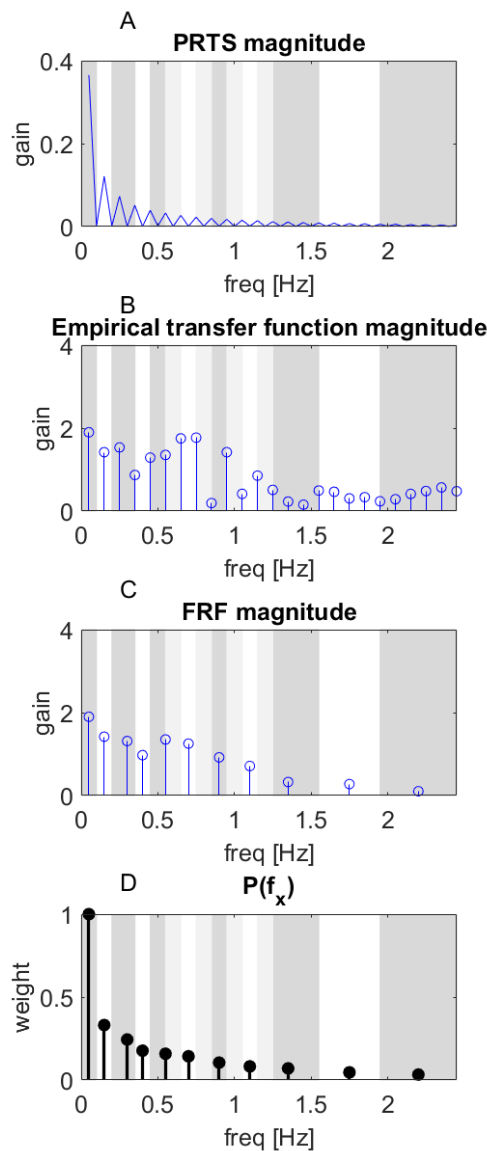 A
PRTS magnitude
0.4
0.2
0
gain
0 0.5 1 1.5 2
freq [Hz]
B
Empirical transfer function magnitude
4
2
0
gain
0 0.5 1 1.5 2
freq [Hz]
C
FRF magnitude
4
2
0
gain
0 0.5 1 1.5 2
freq [Hz]
D
P(fx)
1
0.5
0
weight
0 0.5 1 1.5 2
freq [Hz]